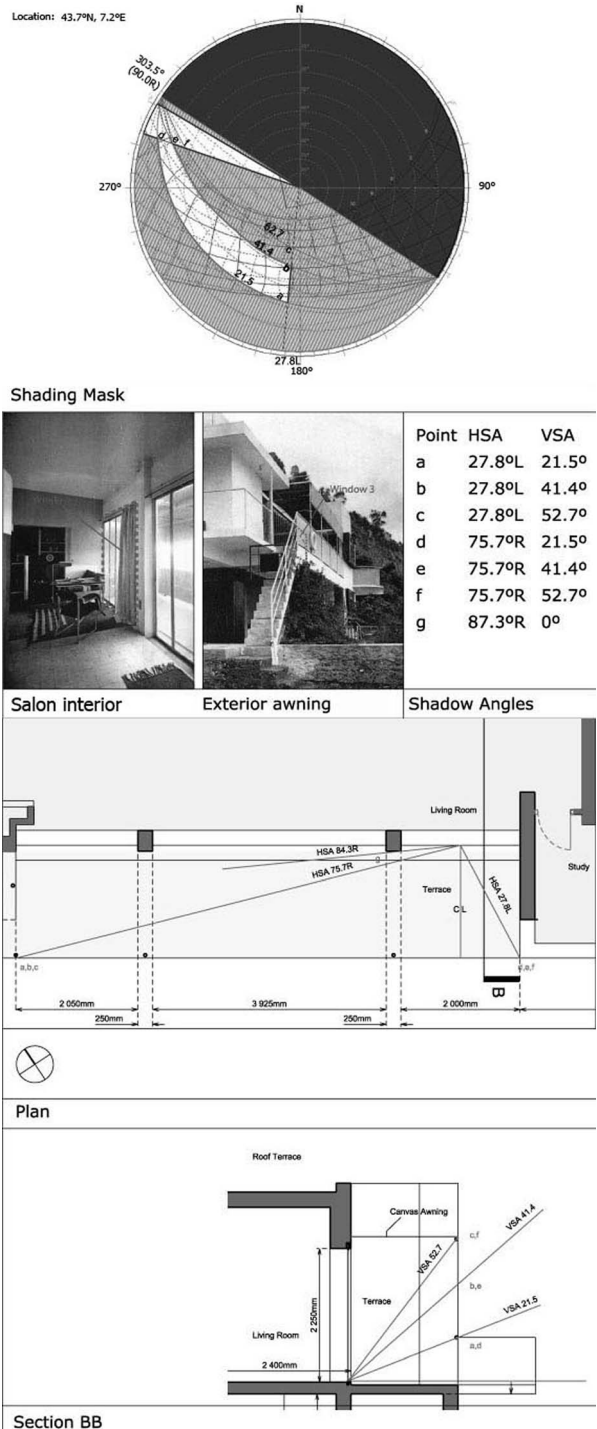 Location: 43.7ºN, 7.2ºE
N
303.5°
(90.0R)
d e f
270º
90º
62.7 c
41.4 b
21.5 a
27.8L
180º
Shading Mask
Window 3
Point HSA VSA
a 27.8ºL 21.5º
b 27.8ºL 41.4º
c 27.8ºL 52.7º
d 75.7ºR 21.5º
e 75.7ºR 41.4º
f 75.7ºR 52.7º
g 87.3ºR 0º
Salon interior
Exterior awning
Shadow Angles
Living Room
HSA 84.3R
HSA 75.7R
Study
Terrace
HSA 27.8L
C L
a,b,c
B
2 050mm
3 925mm
2 000mm
250mm
250mm
Plan
Roof Terrace
Canvas Awning
VSA 41.4
c,f
VSA 52.7
b,e
VSA 21.5
Terrace
2 250mm
Living Room
a,d
2 400mm
Section BB